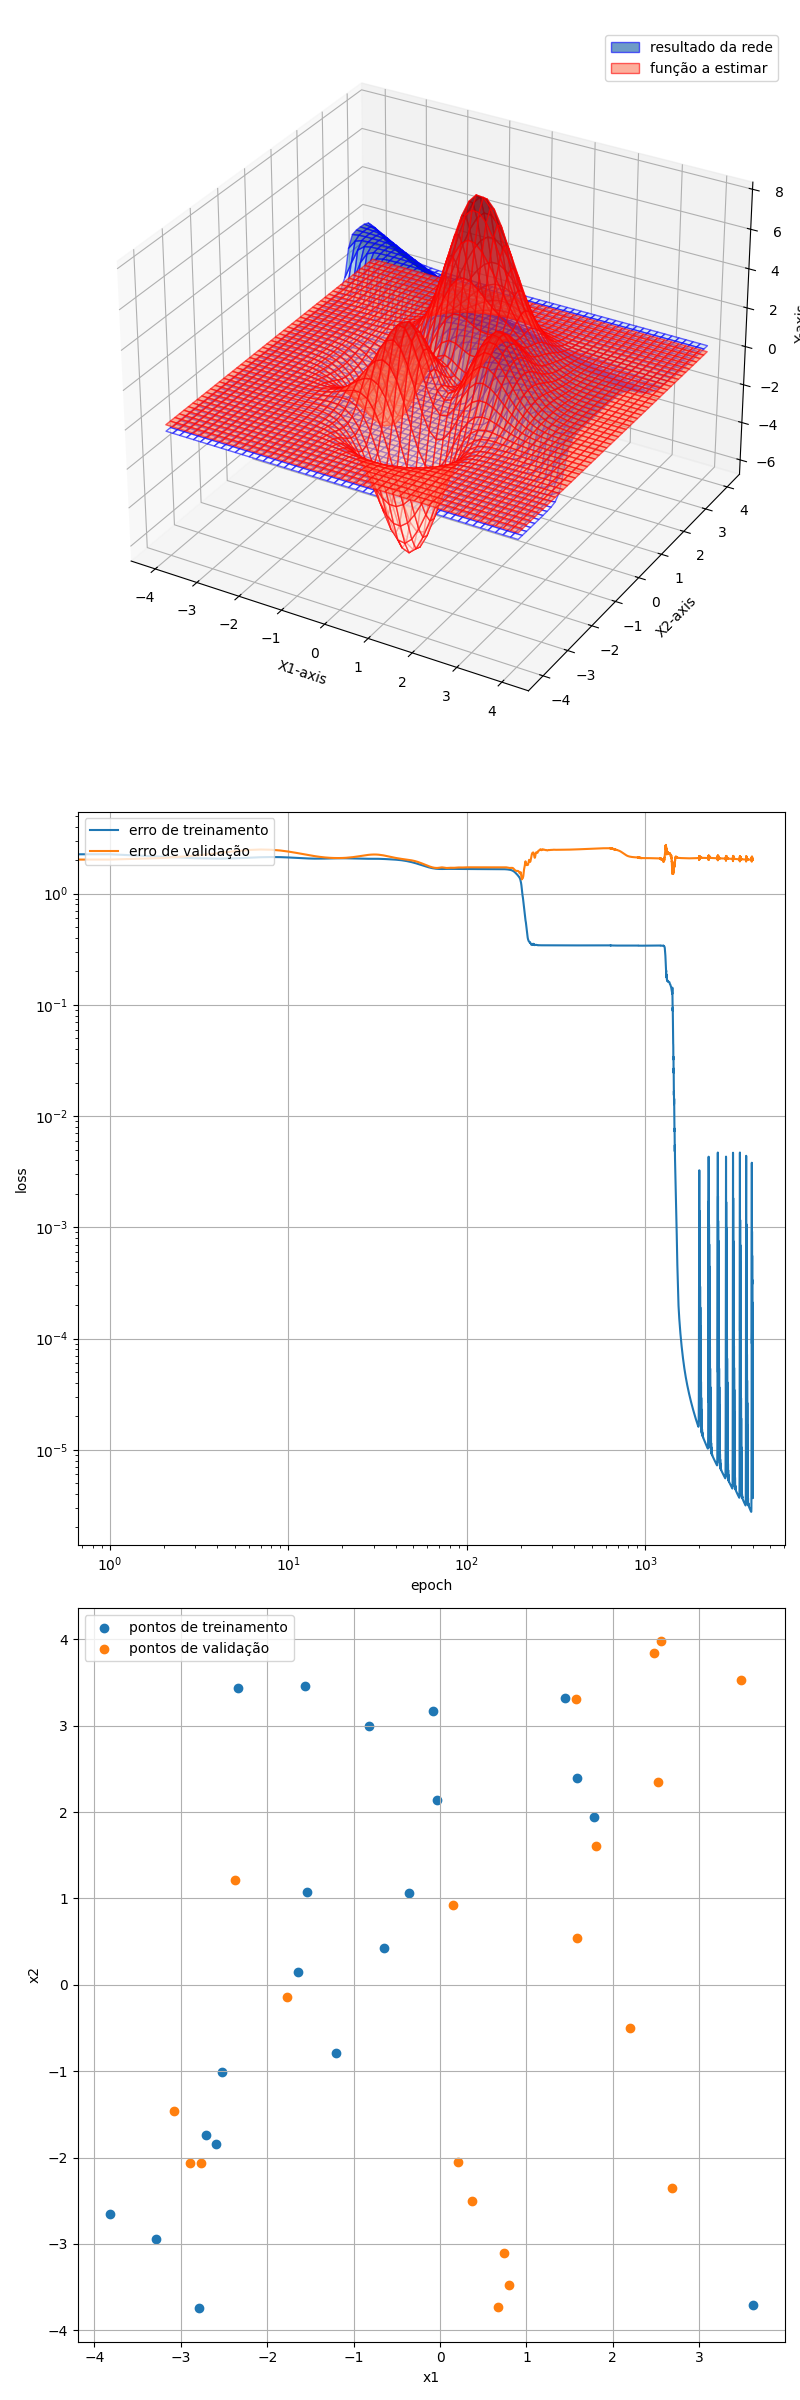 resultado da rede
função a estimar
8
6
4
2
0
−2
−4
−6
−4
−3
−2
−1
0
1
2
3
4
X1-axis
−4
−3
−2
−1
0
1
2
3
4
X2-axis
erro de treinamento
erro de validação
10^0
10^−1
10^−2
10^−3
10^−4
10^−5
loss
10^0 10^1 10^2 10^3
epoch
pontos de treinamento
pontos de validação
4
3
2
1
0
−1
−2
−3
−4
x2
−4 −3 −2 −1 0 1 2 3
x1